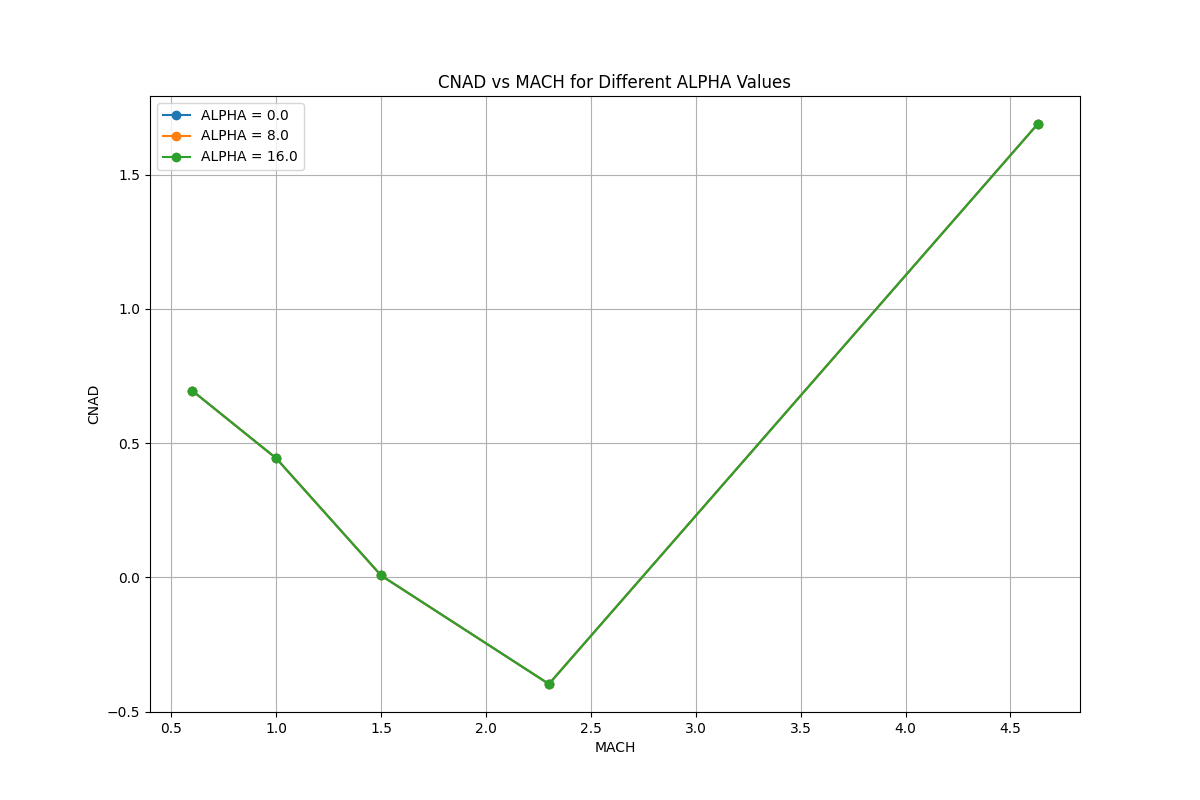 CNAD vs MACH for Different ALPHA Values
ALPHA = 0.0
ALPHA = 8.0
ALPHA = 16.0
1.5
1.0
0.5
0.0
−0.5
CNAD
0.5 1.0 1.5 2.0 2.5 3.0 3.5 4.0 4.5
MACH